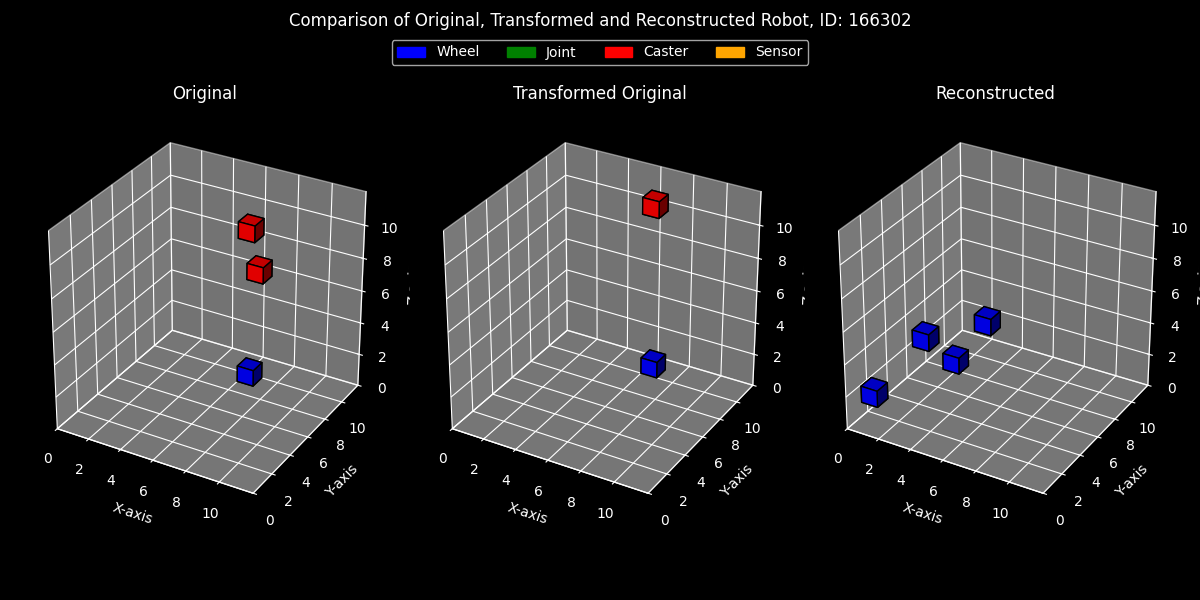 Comparison of Original, Transformed and Reconstructed Robot, ID: 166302
Wheel Joint Caster Sensor
Original Transformed Original Reconstructed
10 10 10
8 8 8
6 6 6
4 4 4
2 2 2
0 0 0
10 10 10
8 8 8
0 6 0 6 0 6
2 4 2 4 2 4
4 2 4 2 4 2
6 0 6 0 6 0
8 8 8
10 10 10
X-axis Y-axis X-axis Y-axis X-axis Y-axis